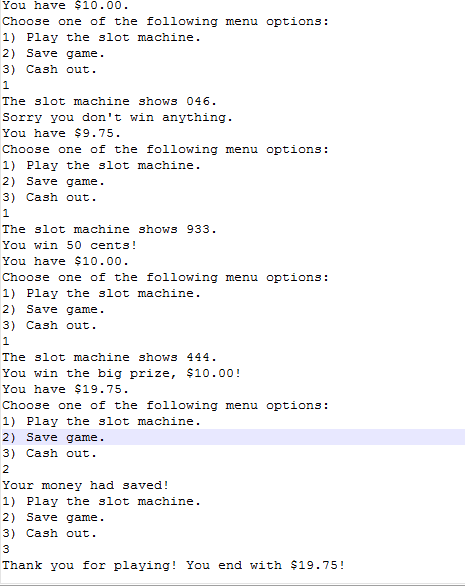 You have $10.00.
Choose one of the following menu options:
1) Play the slot machine.
2) Save game.
3) Cash out.
1
The slot machine shows 046.
Sorry you don't win anything.
You have $9.75.
Choose one of the following menu options:
1) Play the slot machine.
2) Save game.
3) Cash out.
1
The slot machine shows 933.
You win 50 cents!
You have $10.00.
Choose one of the following menu options:
1) Play the slot machine.
2) Save game.
3) Cash out.
1
The slot machine shows 444.
You win the big prize, $10.00!
You have $19.75.
Choose one of the following menu options:
1) Play the slot machine.
2) Save game.
3) Cash out.
2
Your money had saved!
1) Play the slot machine.
2) Save game.
3) Cash out.
3
Thank you for playing! You end with $19.75!